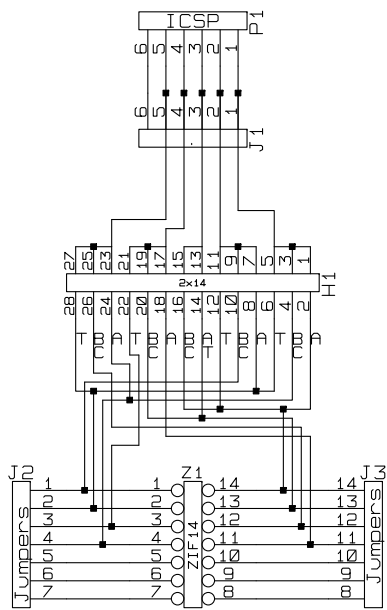 ICSP P1
6 5 4 3 2 1
6 5 4 3 2 1
J1
27 25 23 21 19 17 15 13 11 9 7 5 3 1
2x14 H1
28 26 24 22 20 18 16 14 12 10 8 6 4 2
T B A T B A B A T B A T B A
C C C C C
J2 Z1 J3
1 1 14 14
2 2 13 13
3 3 12 12
4 4 11 11
5 5 10 10
6 6 9 9
7 7 8 8
Jumpers ZIF14 Jumpers